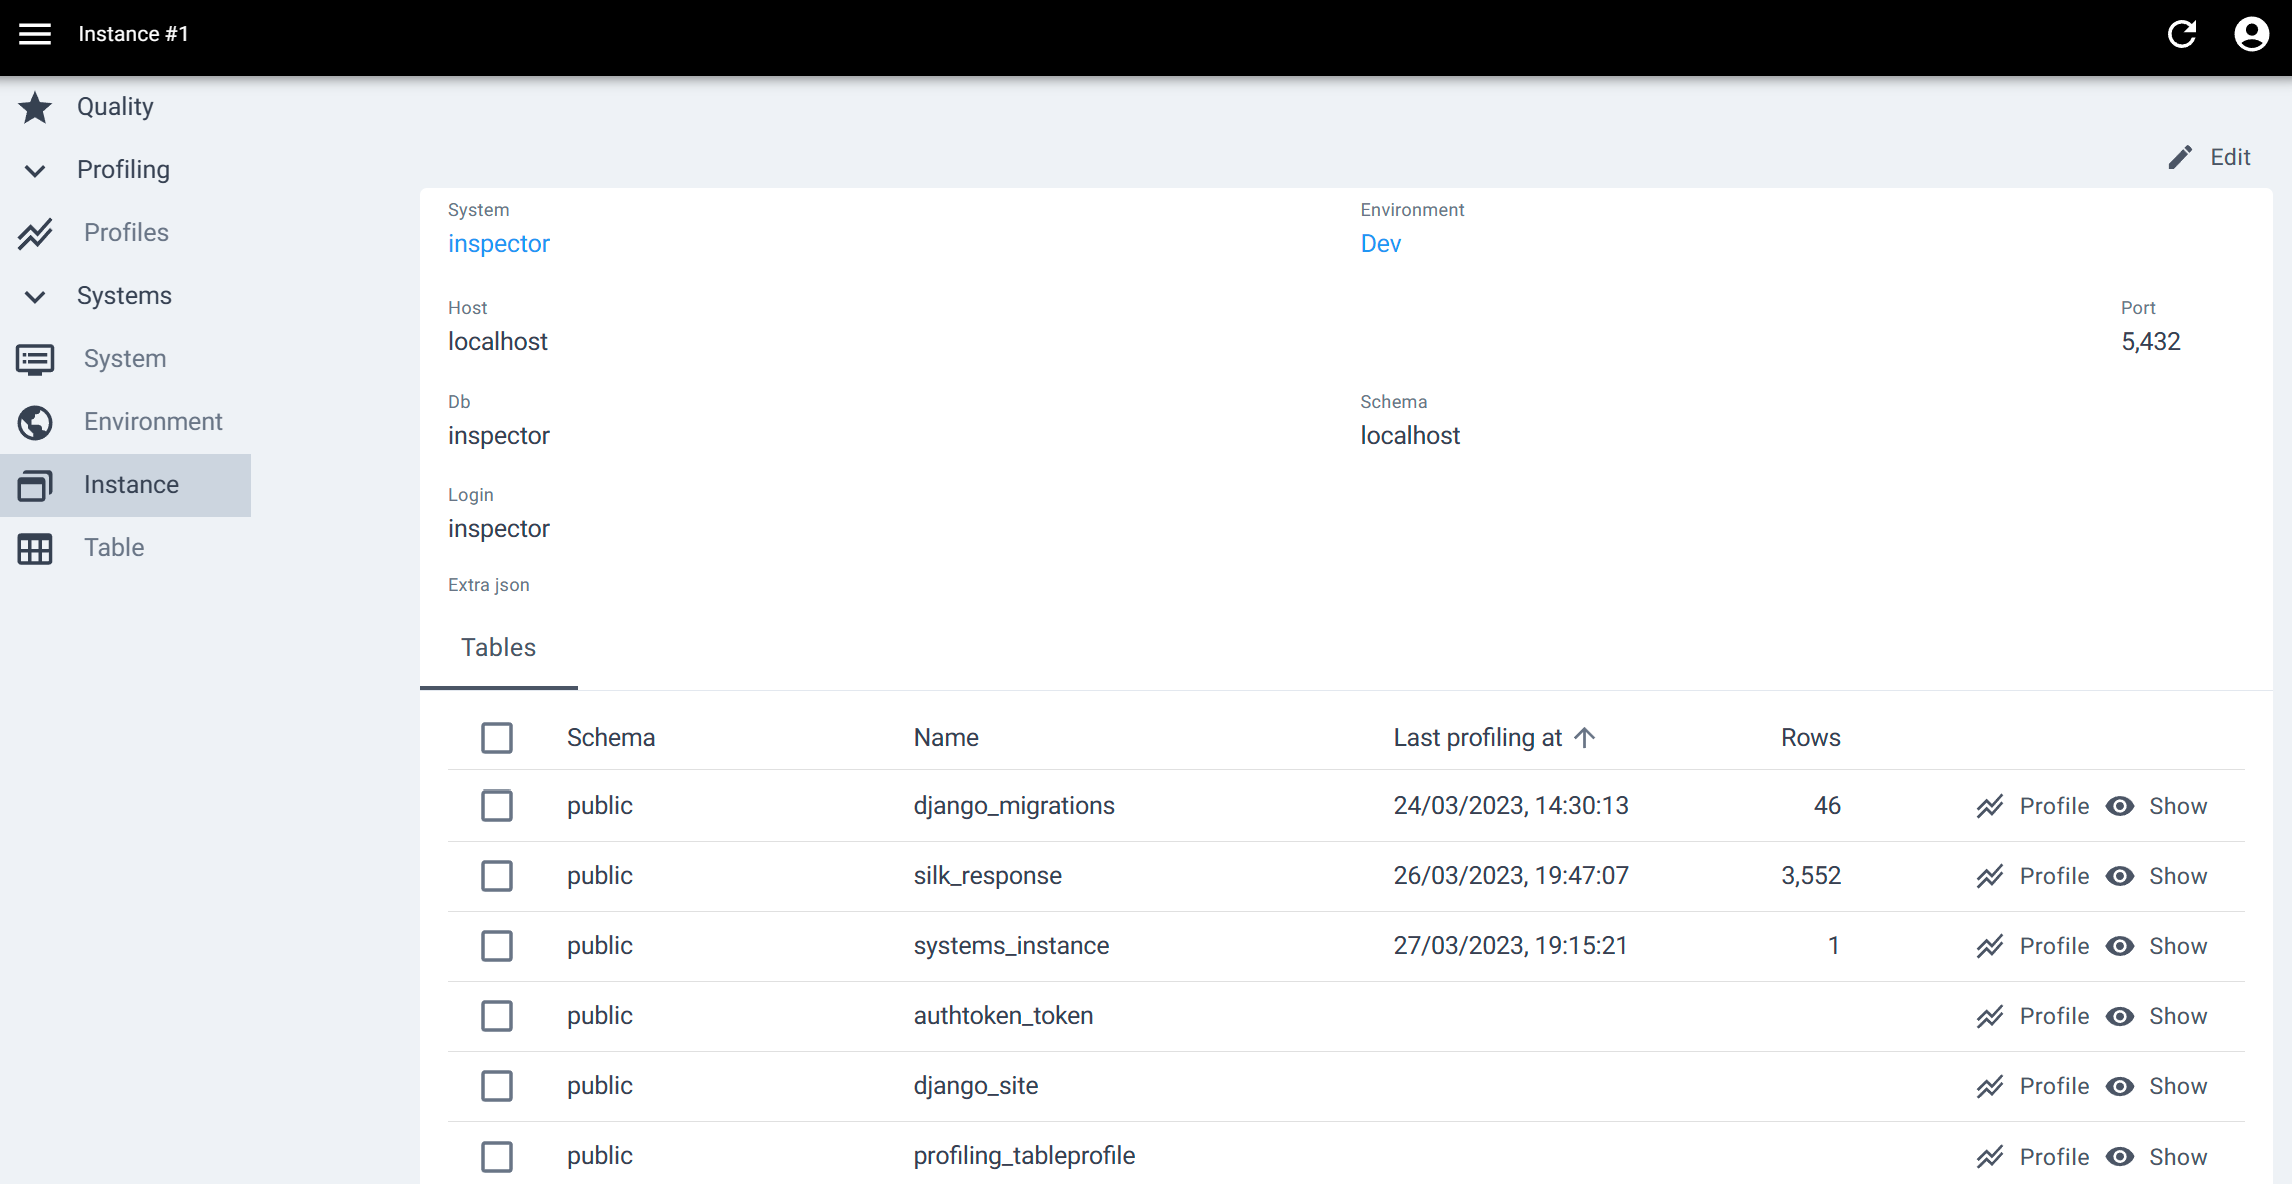 Instance #1
Quality
Profiling
Profiles
Systems
System
Environment
Instance
Table
Edit
System
Environment
inspector
Dev
Host
Port
localhost
5,432
Db
Schema
inspector
localhost
Login
inspector
Extra json
Tables
Schema Name Last profiling at Rows
public django_migrations 24/03/2023, 14:30:13 46 Profile Show
public silk_response 26/03/2023, 19:47:07 3,552 Profile Show
public systems_instance 27/03/2023, 19:15:21 1 Profile Show
public authtoken_token Profile Show
public django_site Profile Show
public profiling_tableprofile Profile Show